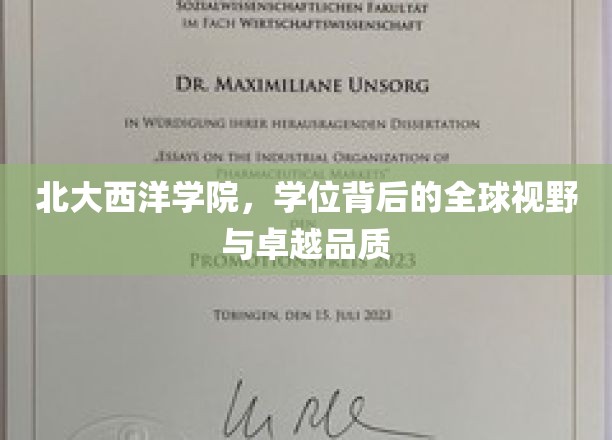 SOZIALWISSENSCHAFTLICHEN FAKULTÄT
IM FACH WIRTSCHAFTSWISSENSCHAFT
DR. MAXIMILIANE UNSORG
IN WÜRDIGUNG IHRER HERAUSRAGENDEN DISSERTATION
„ESSAYS ON THE INDUSTRIAL ORGANIZATION OF
PHARMACEUTICAL MARKETS"
北大西洋学院，学位背后的全球视野
与卓越品质
DEN
PROMOTIONSPREIS 2023
TÜBINGEN, DEN 15. JULI 2023